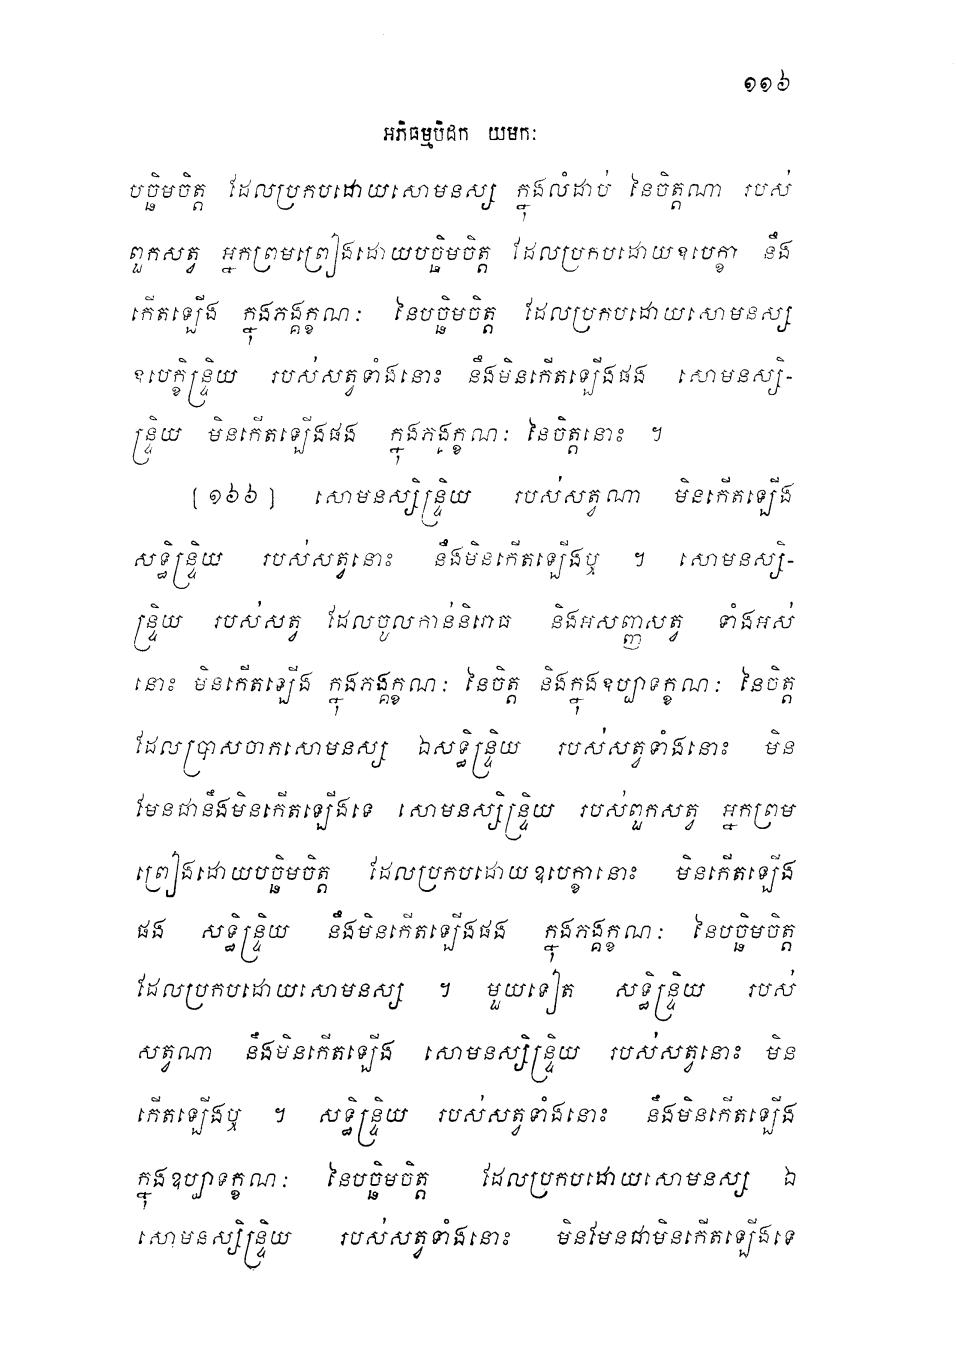 ១១៦
អភិធម្មបិដក យមកៈ
បច្ឆិមចិត្ត ដែលប្រកបដោយសោមនស្ស ក្នុងលំដាប់ នៃចិត្តណា របស់
ពួកសត្វ អ្នកព្រមព្រៀងដោយបច្ឆិមចិត្ត ដែលប្រកបដោយឧបេក្ខា នឹង
កើតឡើង ក្នុងភង្គក្ខណៈ នៃបច្ឆិមចិត្ត ដែលប្រកបដោយសោមនស្ស
ឧបេក្ខិន្ទ្រិយ របស់សត្វទាំងនោះ នឹងមិនកើតឡើងផង សោមនស្សិ-
ន្ទ្រិយ មិនកើតឡើងផង ក្នុងភង្គក្ខណៈ នៃចិត្តនោះ ។
[១៦៦] សោមនស្សិន្ទ្រិយ របស់សត្វណា មិនកើតឡើង
សទ្ធិន្ទ្រិយ របស់សត្វនោះ នឹងមិនកើតឡើងឬ ។ សោមនស្សិ-
ន្ទ្រិយ របស់សត្វ ដែលចូលកាន់និរោធ និងអសញ្ញសត្វ ទាំងអស់
នោះ មិនកើតឡើង ក្នុងភង្គក្ខណៈ នៃចិត្ត និងក្នុងឧប្បាទក្ខណៈ នៃចិត្ត
ដែលប្រាសចាកសោមនស្ស ឯសទ្ធិន្ទ្រិយ របស់សត្វទាំងនោះ មិន
មែនជានឹងមិនកើតឡើងទេ សោមនស្សិន្ទ្រិយ របស់ពួកសត្វ អ្នកព្រម
ព្រៀងដោយបច្ឆិមចិត្ត ដែលប្រកបដោយឧបេក្ខានោះ មិនកើតឡើង
ផង សទ្ធិន្ទ្រិយ នឹងមិនកើតឡើងផង ក្នុងភង្គក្ខណៈ នៃបច្ឆិមចិត្ត
ដែលប្រកបដោយសោមនស្ស ។ មួយទៀត សទ្ធិន្ទ្រិយ របស់
សត្វណា នឹងមិនកើតឡើង សោមនស្សិន្ទ្រិយ របស់សត្វនោះ មិន
កើតឡើងឬ ។ សទ្ធិន្ទ្រិយ របស់សត្វទាំងនោះ នឹងមិនកើតឡើង
ក្នុងឧប្បាទក្ខណៈ នៃបច្ឆិមចិត្ត ដែលប្រកបដោយសោមនស្ស ឯ
សោមនស្សិន្ទ្រិយ របស់សត្វទាំងនោះ មិនមែនជាមិនកើតឡើងទេ